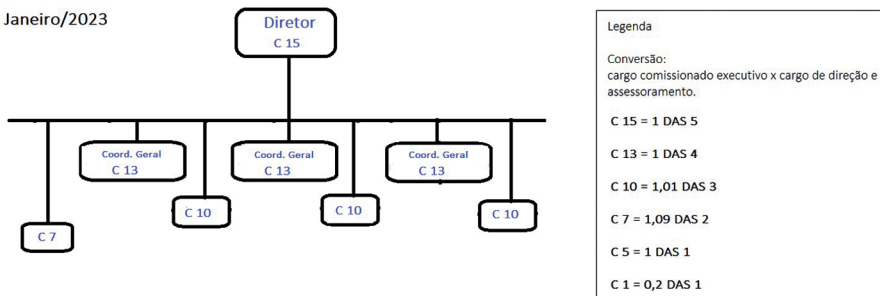 Janeiro/2023
Diretor
C 15
Coord. Geral
C 13
Coord. Geral
C 13
Coord. Geral
C 13
C 10
C 10
C 10
C 7
Legenda
Conversão:
cargo comissionado executivo x cargo de direção e
assessoramento.
C 15 = 1 DAS 5
C 13 = 1 DAS 4
C 10 = 1,01 DAS 3
C 7 = 1,09 DAS 2
C 5 = 1 DAS 1
C 1 = 0,2 DAS 1